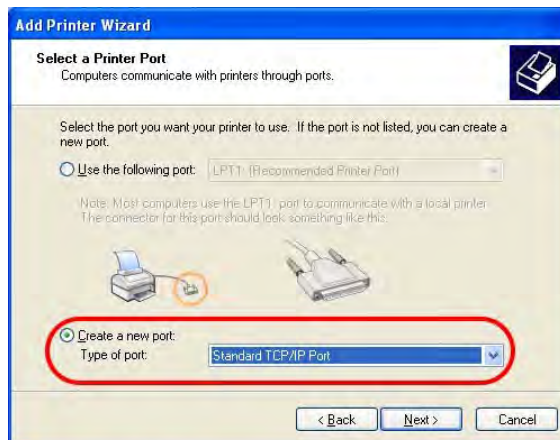 Add Printer Wizard
Select a Printer Port
Computers communicate with printers through ports.
Select the port you want your printer to use. If the port is not listed, you can create a
new port.
Use the following port: LPT1: (Recommended Printer Port)
Note: Most computers use the LPT1: port to communicate with a local printer.
The connector for this port should look something like this:
Create a new port:
Type of port: Standard TCP/IP Port
< Back Next > Cancel